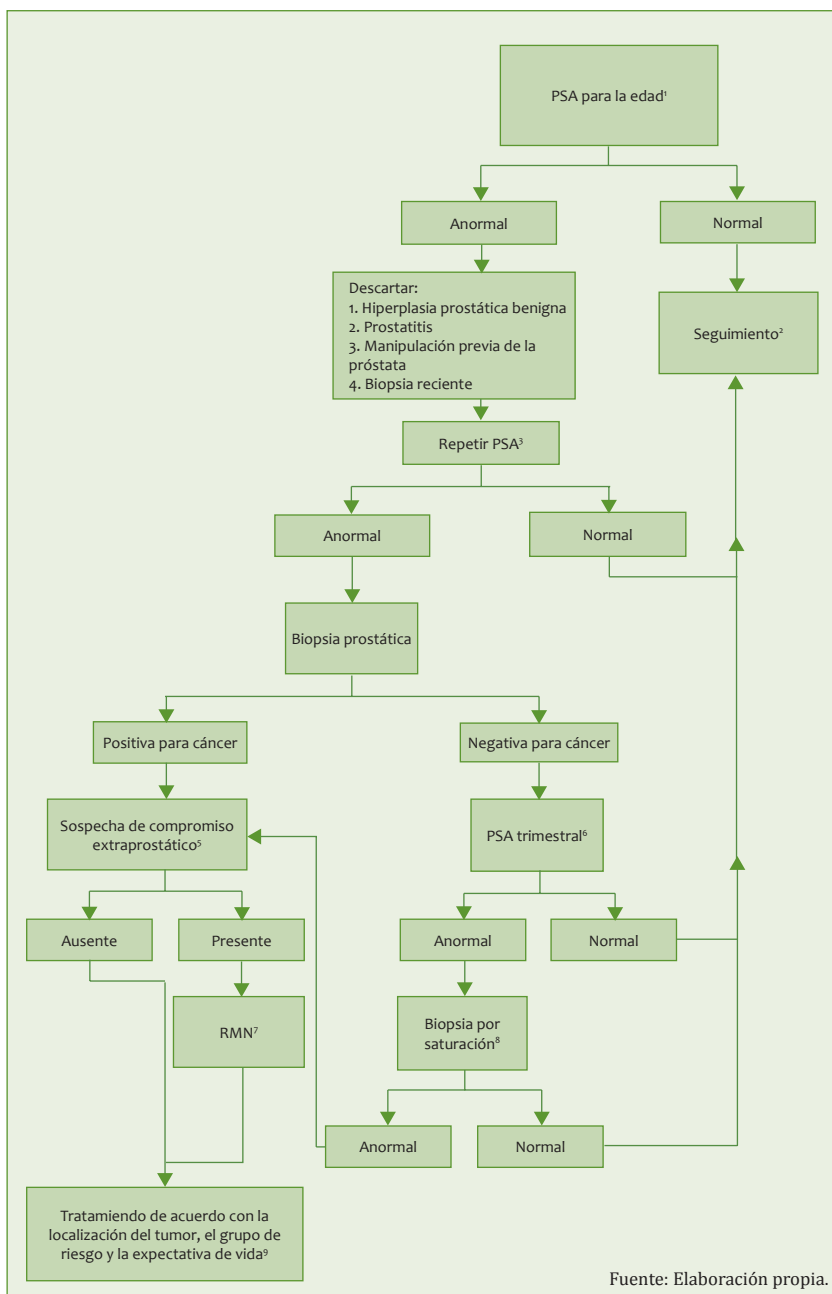 PSA para la edad¹
Anormal
Normal
Descartar:
1. Hiperplasia prostática benigna
2. Prostatitis
3. Manipulación previa de la
próstata
4. Biopsia reciente
Seguimiento²
Repetir PSA³
Anormal
Normal
Biopsia prostática
Positiva para cáncer
Negativa para cáncer
Sospecha de compromiso
extraprostático⁵
PSA trimestral⁶
Ausente
Presente
Anormal
Normal
RMN⁷
Biopsia por
saturación⁸
Anormal
Normal
Tratamiendo de acuerdo con la
localización del tumor, el grupo de
riesgo y la expectativa de vida⁹
Fuente: Elaboración propia.